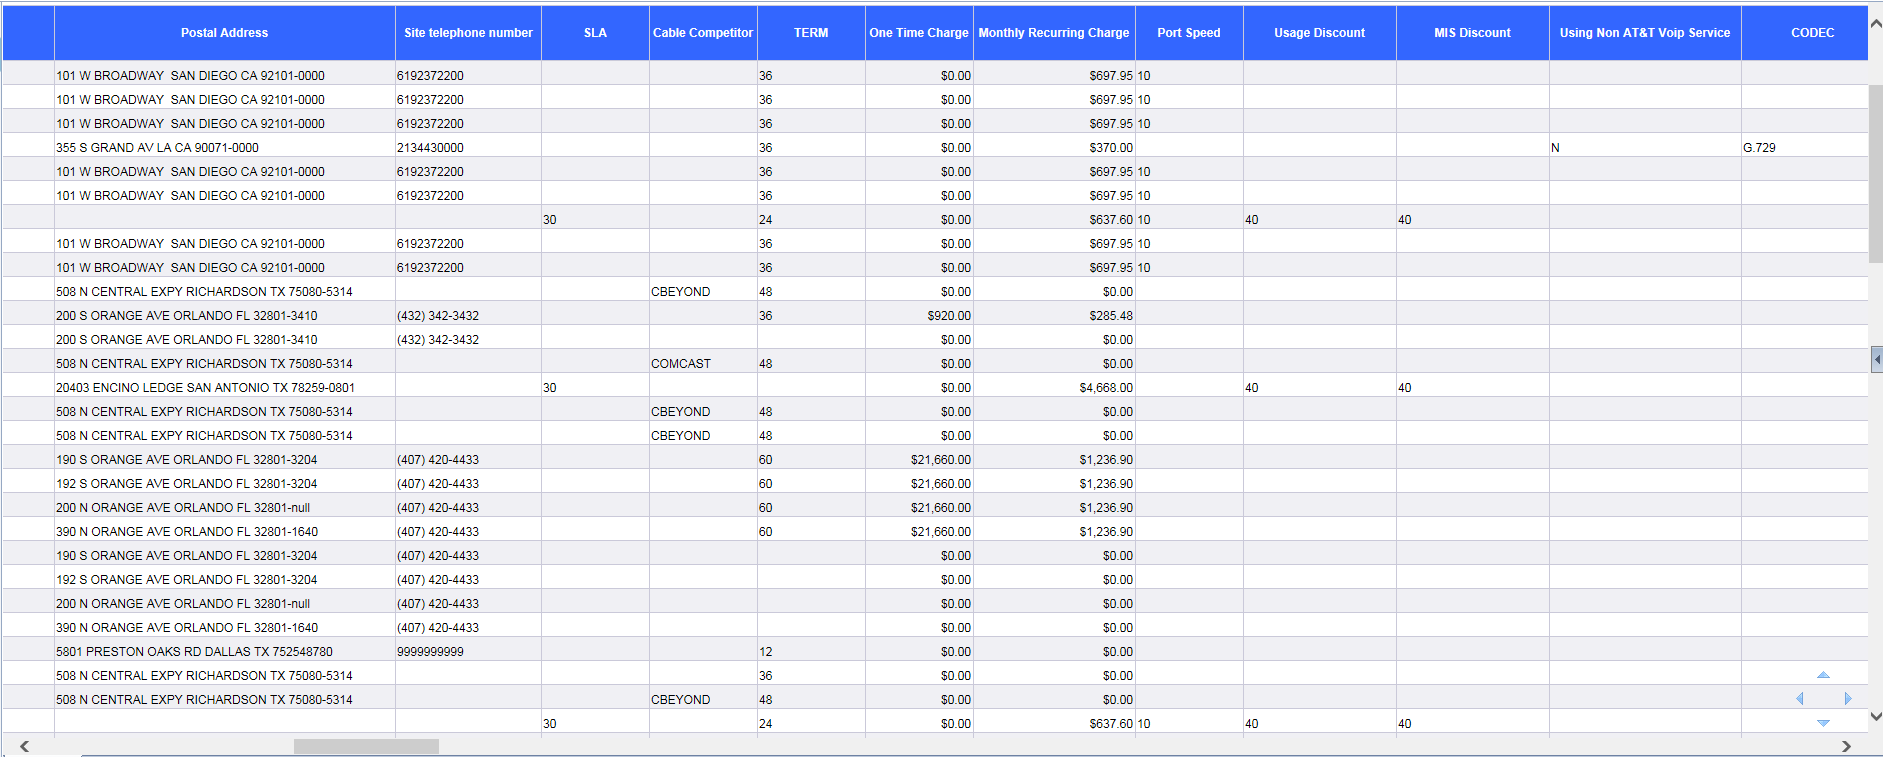 Postal Address Site telephone number SLA Cable Competitor TERM One Time Charge Monthly Recurring Charge Port Speed Usage Discount MIS Discount Using Non AT&T Voip Service CODEC
101 W BROADWAY  SAN DIEGO CA 92101-0000 6192372200 36 $0.00 $697.95 10
101 W BROADWAY  SAN DIEGO CA 92101-0000 6192372200 36 $0.00 $697.95 10
101 W BROADWAY  SAN DIEGO CA 92101-0000 6192372200 36 $0.00 $697.95 10
355 S GRAND AV LA CA 90071-0000 2134430000 36 $0.00 $370.00 N G.729
101 W BROADWAY  SAN DIEGO CA 92101-0000 6192372200 36 $0.00 $697.95 10
101 W BROADWAY  SAN DIEGO CA 92101-0000 6192372200 36 $0.00 $697.95 10
30 24 $0.00 $637.60 10 40 40
101 W BROADWAY  SAN DIEGO CA 92101-0000 6192372200 36 $0.00 $697.95 10
101 W BROADWAY  SAN DIEGO CA 92101-0000 6192372200 36 $0.00 $697.95 10
508 N CENTRAL EXPY RICHARDSON TX 75080-5314 CBEYOND 48 $0.00 $0.00
200 S ORANGE AVE ORLANDO FL 32801-3410 (432) 342-3432 36 $920.00 $285.48
200 S ORANGE AVE ORLANDO FL 32801-3410 (432) 342-3432 $0.00 $0.00
508 N CENTRAL EXPY RICHARDSON TX 75080-5314 COMCAST 48 $0.00 $0.00
20403 ENCINO LEDGE SAN ANTONIO TX 78259-0801 30 $0.00 $4,668.00 40 40
508 N CENTRAL EXPY RICHARDSON TX 75080-5314 CBEYOND 48 $0.00 $0.00
508 N CENTRAL EXPY RICHARDSON TX 75080-5314 CBEYOND 48 $0.00 $0.00
190 S ORANGE AVE ORLANDO FL 32801-3204 (407) 420-4433 60 $21,660.00 $1,236.90
192 S ORANGE AVE ORLANDO FL 32801-3204 (407) 420-4433 60 $21,660.00 $1,236.90
200 N ORANGE AVE ORLANDO FL 32801-null (407) 420-4433 60 $21,660.00 $1,236.90
390 N ORANGE AVE ORLANDO FL 32801-1640 (407) 420-4433 60 $21,660.00 $1,236.90
190 S ORANGE AVE ORLANDO FL 32801-3204 (407) 420-4433 $0.00 $0.00
192 S ORANGE AVE ORLANDO FL 32801-3204 (407) 420-4433 $0.00 $0.00
200 N ORANGE AVE ORLANDO FL 32801-null (407) 420-4433 $0.00 $0.00
390 N ORANGE AVE ORLANDO FL 32801-1640 (407) 420-4433 $0.00 $0.00
5801 PRESTON OAKS RD DALLAS TX 752548780 9999999999 12 $0.00 $0.00
508 N CENTRAL EXPY RICHARDSON TX 75080-5314 36 $0.00 $0.00
508 N CENTRAL EXPY RICHARDSON TX 75080-5314 CBEYOND 48 $0.00 $0.00
30 24 $0.00 $637.60 10 40 40